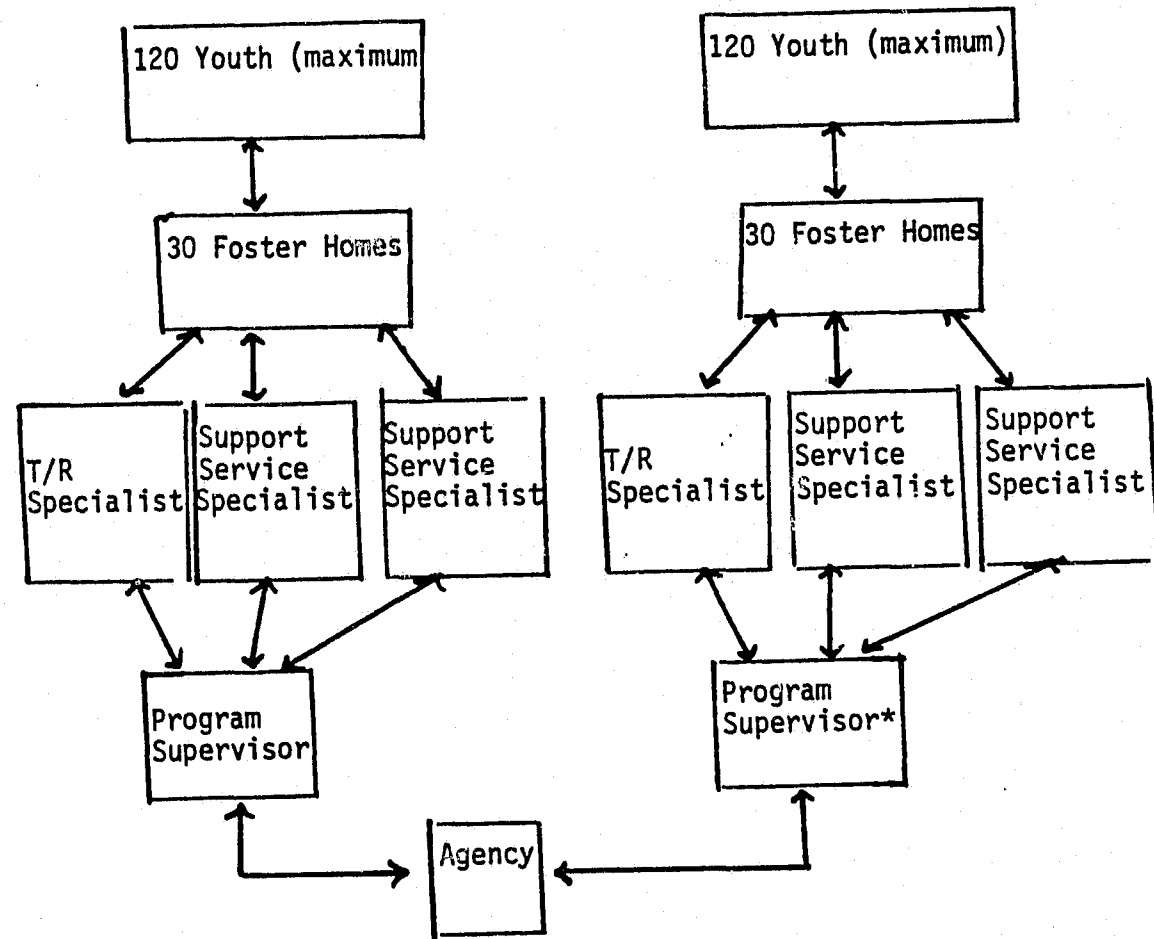 120 Youth (maximum
120 Youth (maximum)
30 Foster Homes
30 Foster Homes
T/R
Specialist
Support
Service
Specialist
Support
Service
Specialist
T/R
Specialist
Support
Service
Specialist
Support
Service
Specialist
Program
Supervisor
Program
Supervisor*
Agency